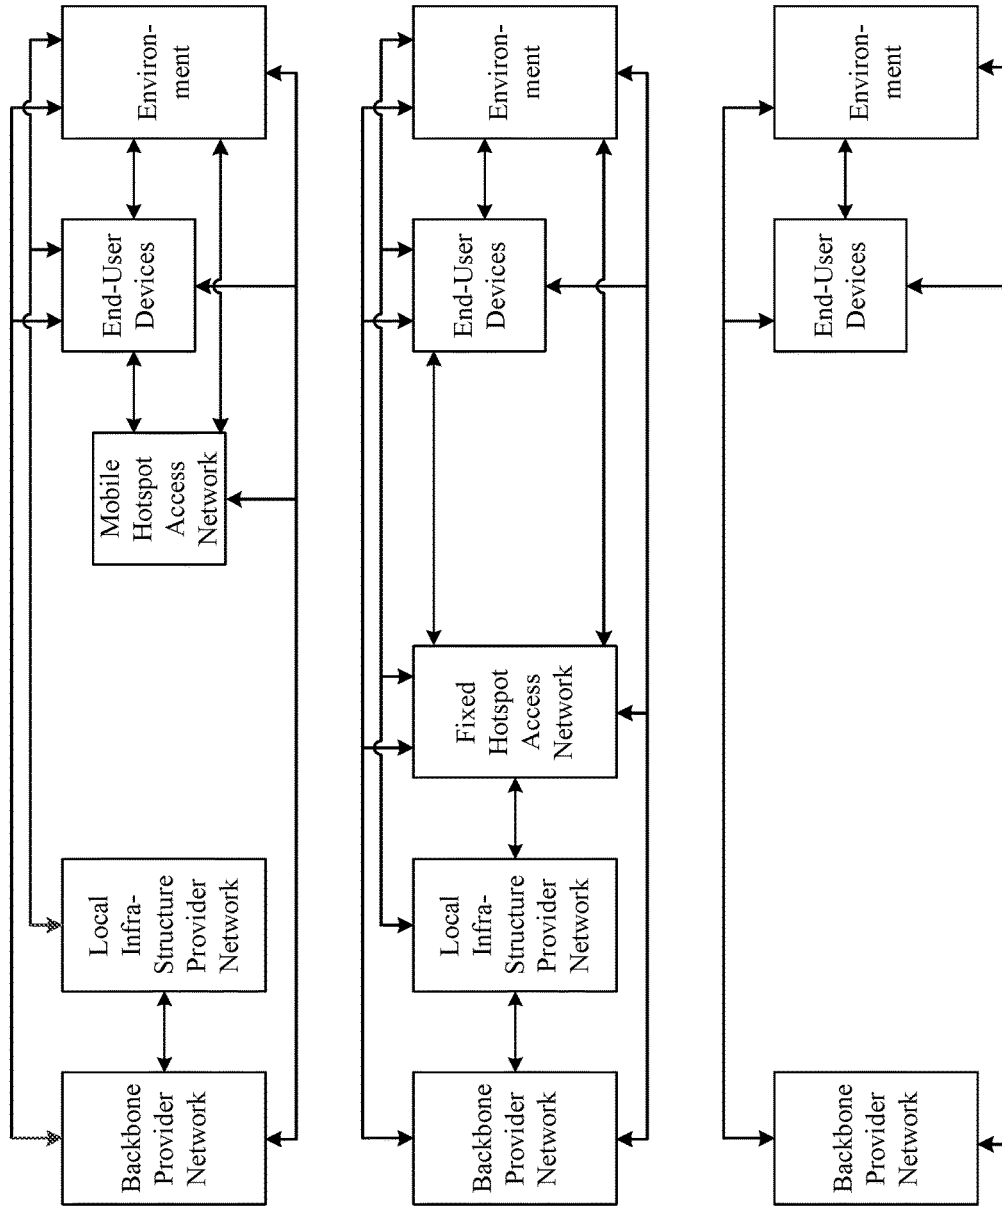 Backbone
Provider
Network
Local
Infra-
Structure
Provider
Network
Mobile
Hotspot
Access
Network
End-User
Devices
Environ-
ment
Backbone
Provider
Network
Local
Infra-
Structure
Provider
Network
Fixed
Hotspot
Access
Network
End-User
Devices
Environ-
ment
Backbone
Provider
Network
End-User
Devices
Environ-
ment